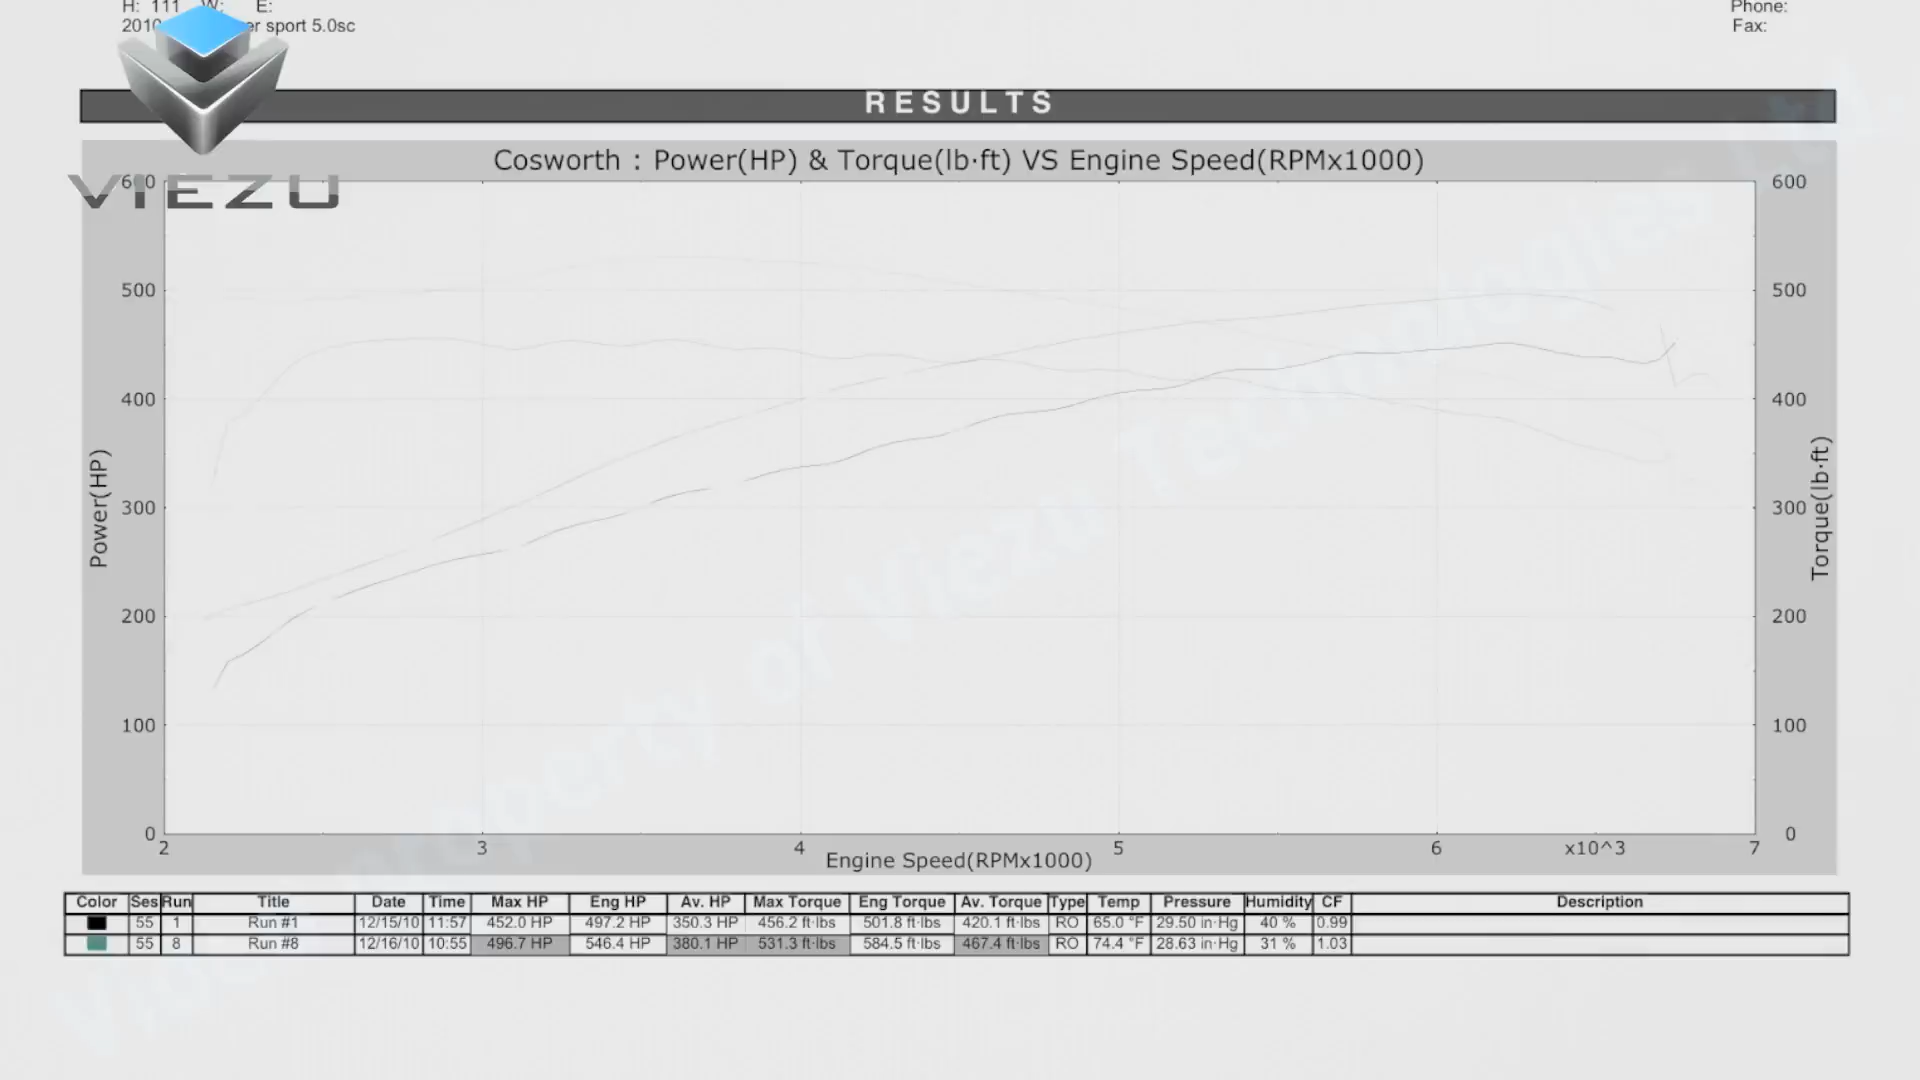 H: 111 W: E:
Phone:
2010 er sport 5.0sc
Fax:
RESULTS
Cosworth : Power(HP) & Torque(lb·ft) VS Engine Speed(RPMx1000)
VIEZU
600 600
500 500
400 400
300 300
200 200
100 100
0 0
Power(HP)
Torque(lb·ft)
2 3 4 5 6 x10^3 7
Engine Speed(RPMx1000)
Property of Viezu Technologies Ltd
Color Ses Run Title Date Time Max HP Eng HP Av. HP Max Torque Eng Torque Av. Torque Type Temp Pressure Humidity CF Description
55 1 Run #1 12/15/10 11:57 452.0 HP 497.2 HP 350.3 HP 456.2 ft·lbs 501.8 ft·lbs 420.1 ft·lbs RO 65.0 °F 29.50 in·Hg 40 % 0.99
55 8 Run #8 12/16/10 10:55 496.7 HP 546.4 HP 380.1 HP 531.3 ft·lbs 584.5 ft·lbs 467.4 ft·lbs RO 74.4 °F 28.63 in·Hg 31 % 1.03